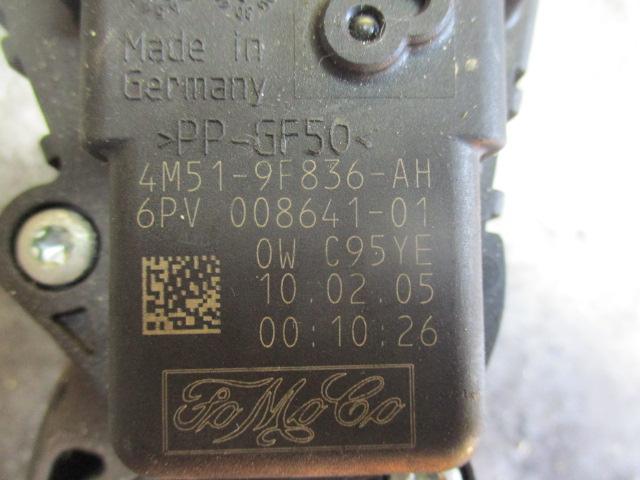 Made in
Germany
>PP-GF50<
4M51-9F836-AH
6PV 008641-01
0W C95YE
10.02.05
00:10:26
FoMoCo